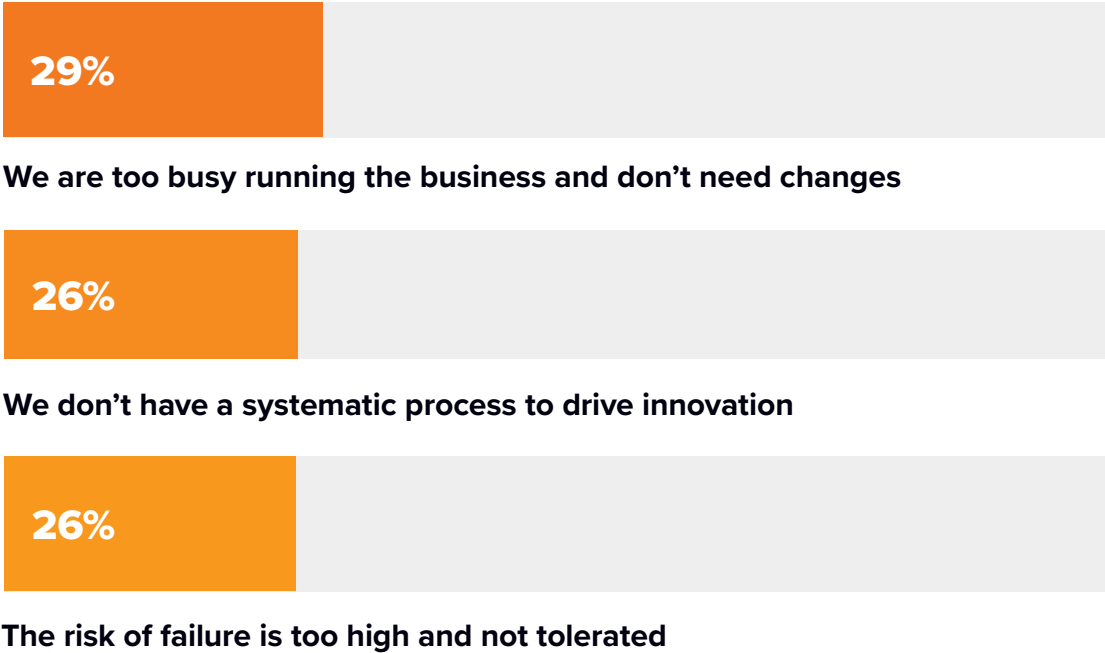 29%
We are too busy running the business and don’t need changes
26%
We don’t have a systematic process to drive innovation
26%
The risk of failure is too high and not tolerated